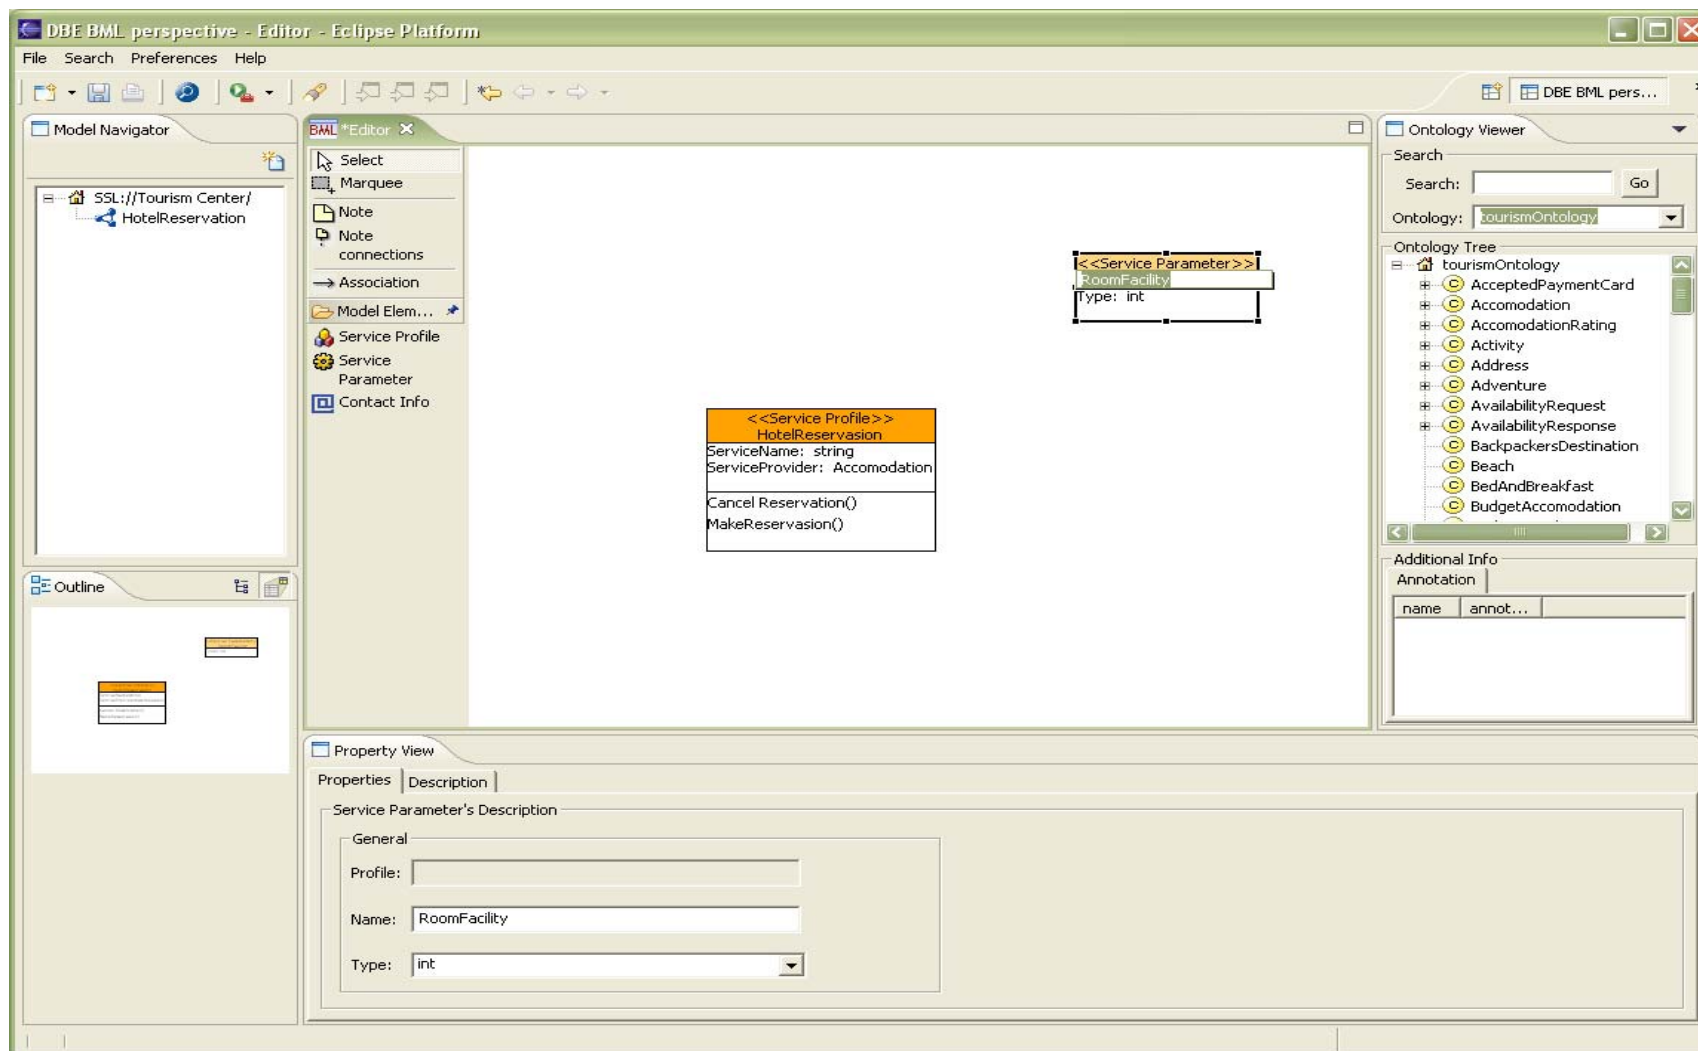 DBE BML perspective - Editor - Eclipse Platform
File Search Preferences Help
DBE BML pers...
Model Navigator
SSL://Tourism Center/
HotelReservation
BML *Editor
Select
Marquee
Note
Note
connections
Association
Model Elem...
Service Profile
Service
Parameter
Contact Info
<<Service Parameter>>
RoomFacility
Type: int
<<Service Profile>>
HotelReservasion
ServiceName: string
ServiceProvider: Accomodation
Cancel Reservation()
MakeReservasion()
Ontology Viewer
Search
Search:
Go
Ontology: tourismOntology
Ontology Tree
tourismOntology
AcceptedPaymentCard
Accomodation
AccomodationRating
Activity
Address
Adventure
AvailabilityRequest
AvailabilityResponse
BackpackersDestination
Beach
BedAndBreakfast
BudgetAccomodation
Additional Info
Annotation
name annot...
Outline
Property View
Properties Description
Service Parameter's Description
General
Profile:
Name: RoomFacility
Type: int